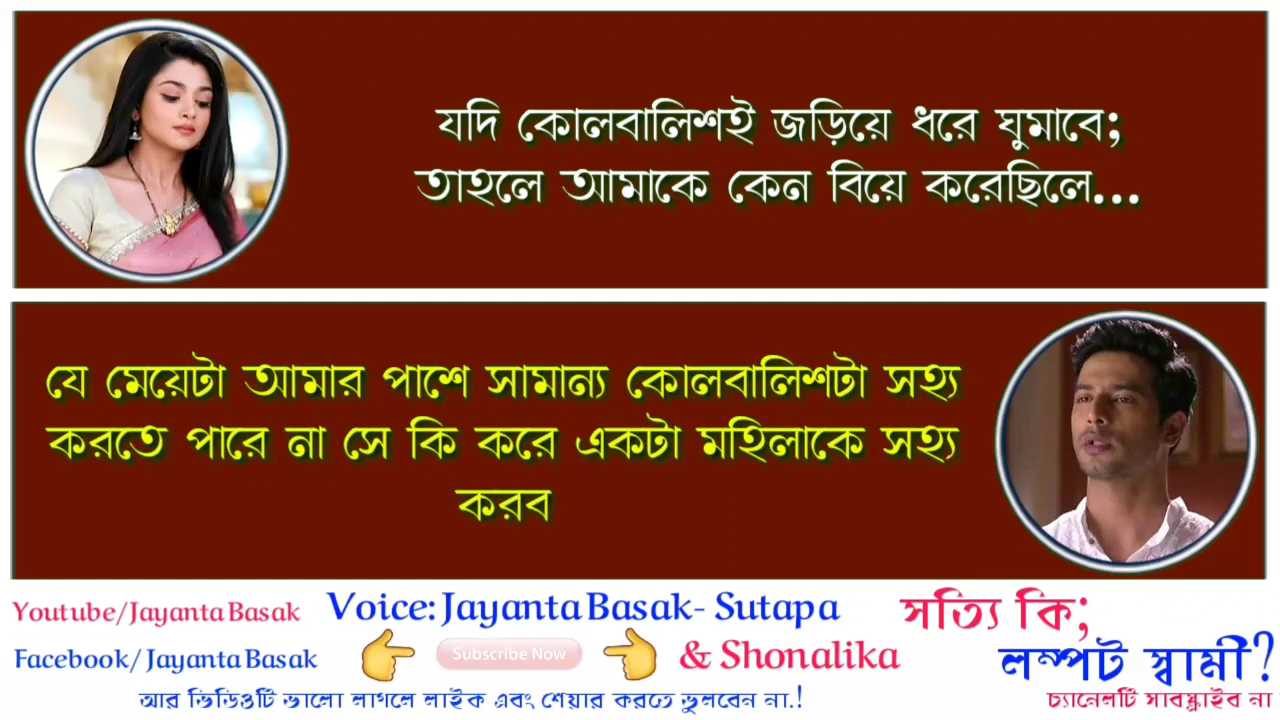 যদি কোলবালিশই জড়িয়ে ধরে ঘুমাবে;
তাহলে আমাকে কেন বিয়ে করেছিলে...
যে মেয়েটা আমার পাশে সামান্য কোলবালিশটা সহ্য
করতে পারে না সে কি করে একটা মহিলাকে সহ্য
করব
Youtube/Jayanta Basak
Voice: Jayanta Basak- Sutapa
সত্যি কি;
Facebook/ Jayanta Basak
Subscribe Now
& Shonalika
লম্পট স্বামী?
আর ভিডিওটি ভালো লাগলে লাইক এবং শেয়ার করতে ভুলবেন না.!
চ্যানেলটি সাবস্ক্রাইব না